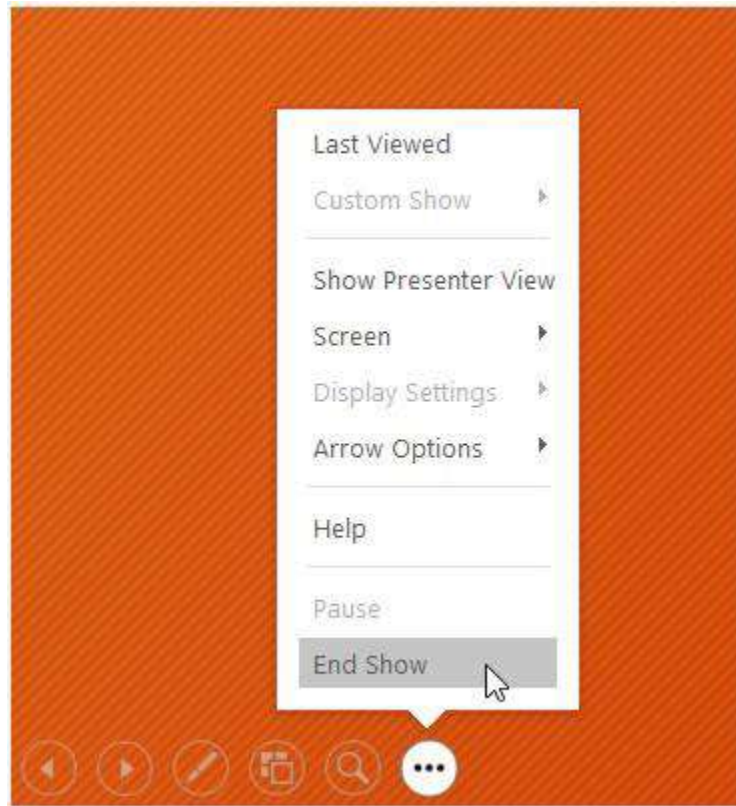 Last Viewed
Custom Show
Show Presenter View
Screen
Display Settings
Arrow Options
Help
Pause
End Show